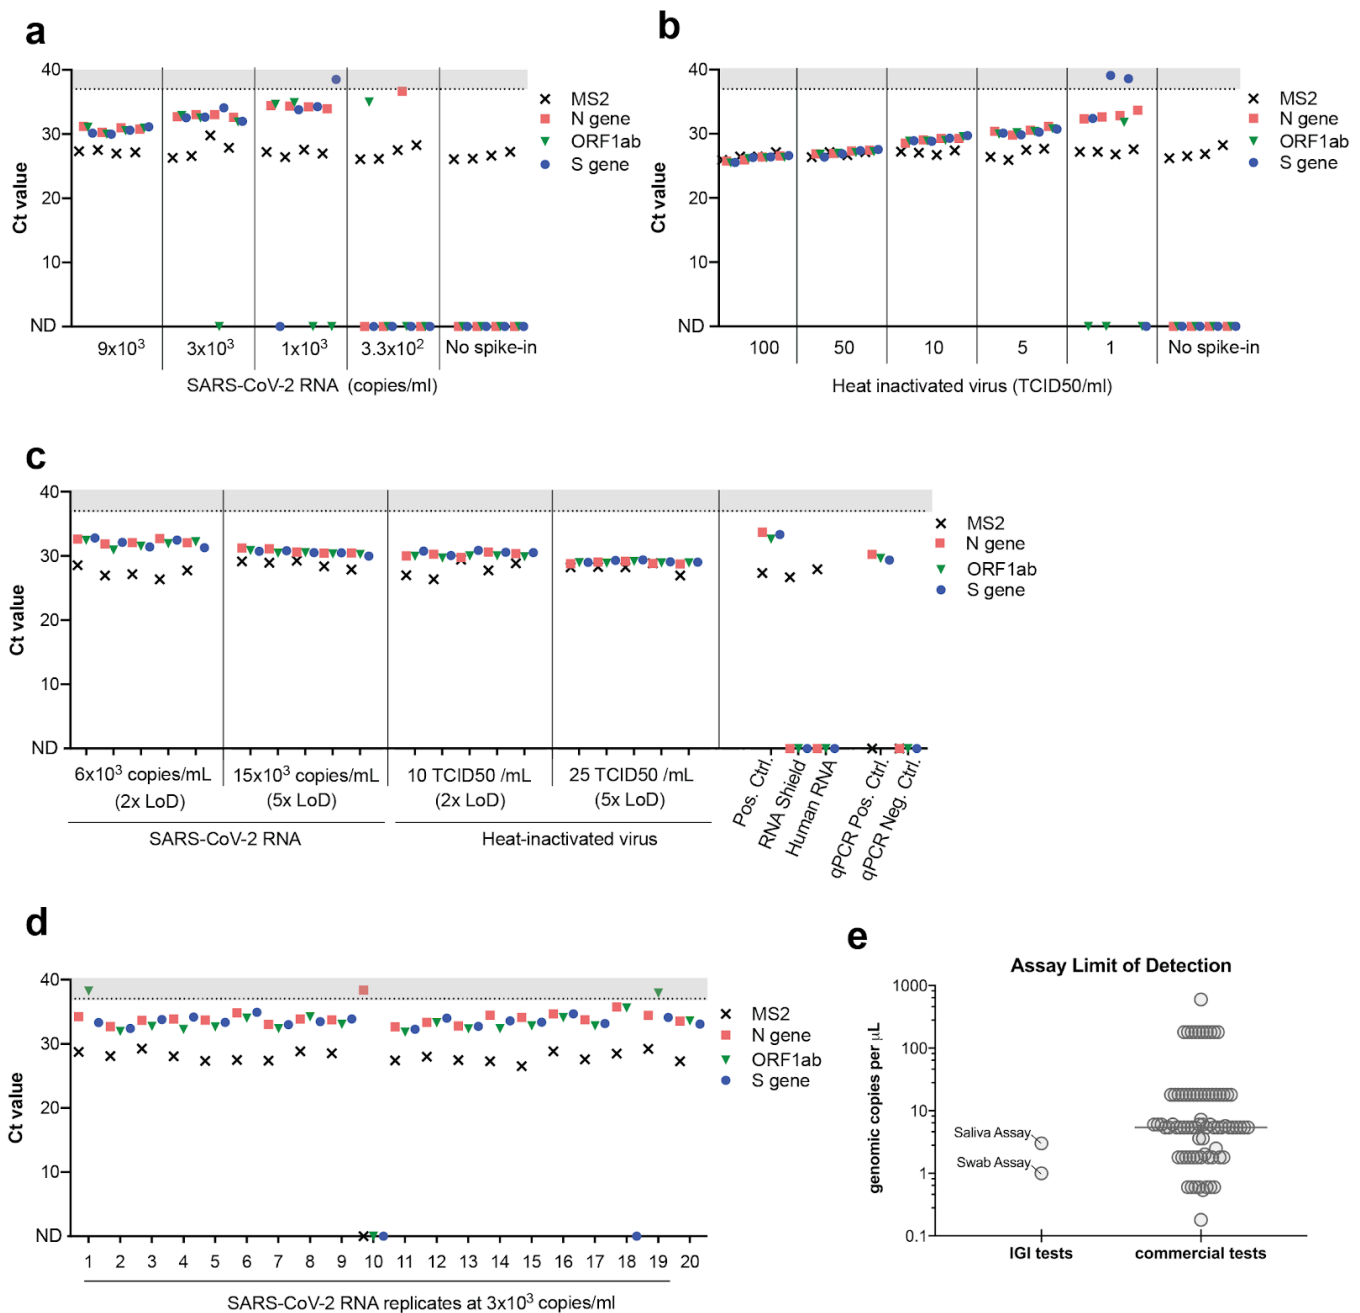 a
40
30
20
10
ND
Ct value
MS2
N gene
ORF1ab
S gene
9x10³
3x10³
1x10³
3.3x10²
No spike-in
SARS-CoV-2 RNA (copies/ml)
b
40
30
20
10
ND
Ct value
MS2
N gene
ORF1ab
S gene
100
50
10
5
1
No spike-in
Heat inactivated virus (TCID50/ml)
c
40
30
20
10
ND
Ct value
MS2
N gene
ORF1ab
S gene
6x10³ copies/mL
(2x LoD)
15x10³ copies/mL
(5x LoD)
10 TCID50 /mL
(2x LoD)
25 TCID50 /mL
(5x LoD)
SARS-CoV-2 RNA
Heat-inactivated virus
Pos. Ctrl.
RNA Shield
Human RNA
qPCR Pos. Ctrl.
qPCR Neg. Ctrl.
d
40
30
20
10
ND
Ct value
MS2
N gene
ORF1ab
S gene
1 2 3 4 5 6 7 8 9 10 11 12 13 14 15 16 17 18 19 20
SARS-CoV-2 RNA replicates at 3x10³ copies/ml
e
Assay Limit of Detection
1000
100
10
1
0.1
genomic copies per μL
Saliva Assay
Swab Assay
IGI tests
commercial tests